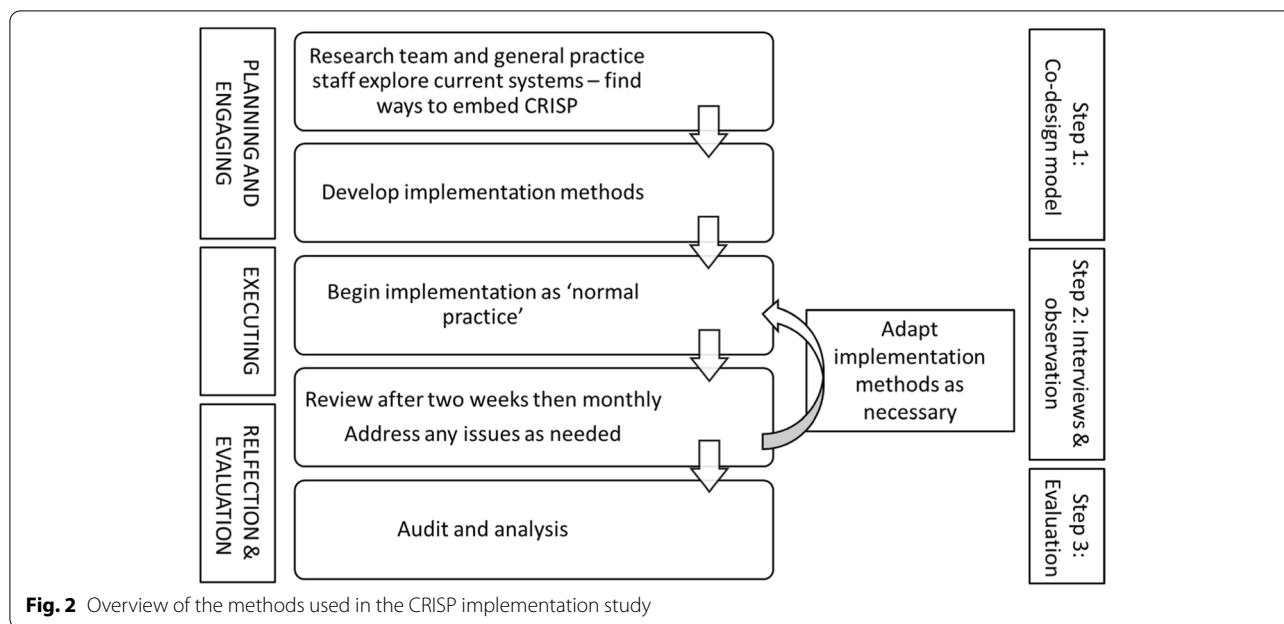 PLANNING AND
ENGAGING
Research team and general practice
staff explore current systems – find
ways to embed CRISP
Develop implementation methods
Step 1:
Co-design model
EXECUTING
Begin implementation as ‘normal
practice’
Adapt
implementation
methods as
necessary
Step 2: Interviews &
observation
RELFECTION &
EVALUATION
Review after two weeks then monthly
Address any issues as needed
Audit and analysis
Step 3:
Evaluation
Fig. 2 Overview of the methods used in the CRISP implementation study